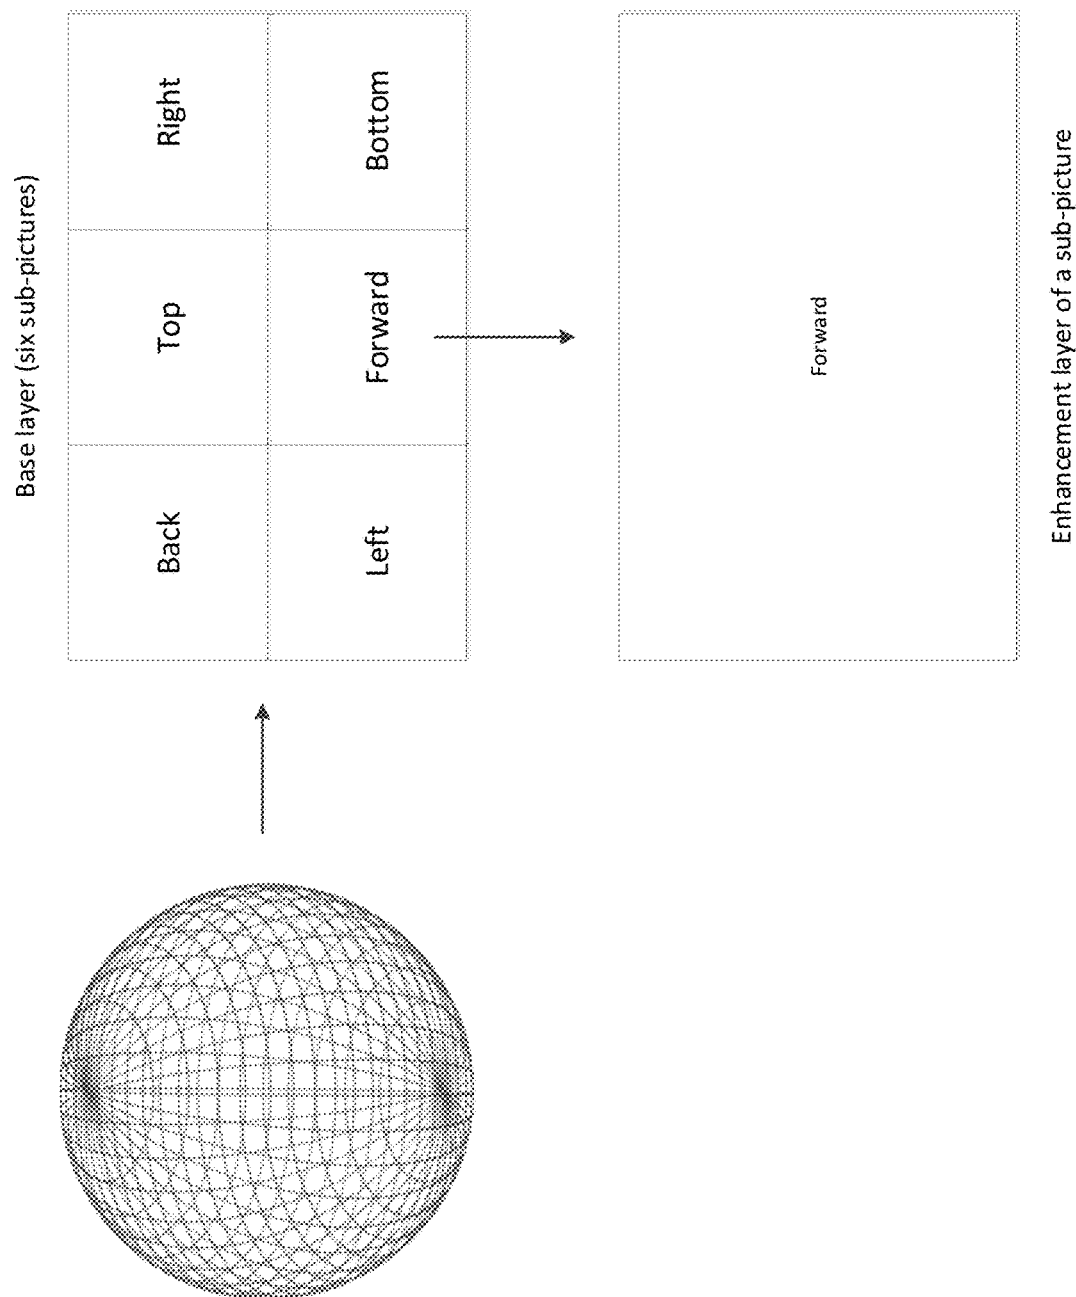 Base layer (six sub-pictures)
Back
Top
Right
Left
Forward
Bottom
Forward
Enhancement layer of a sub-picture